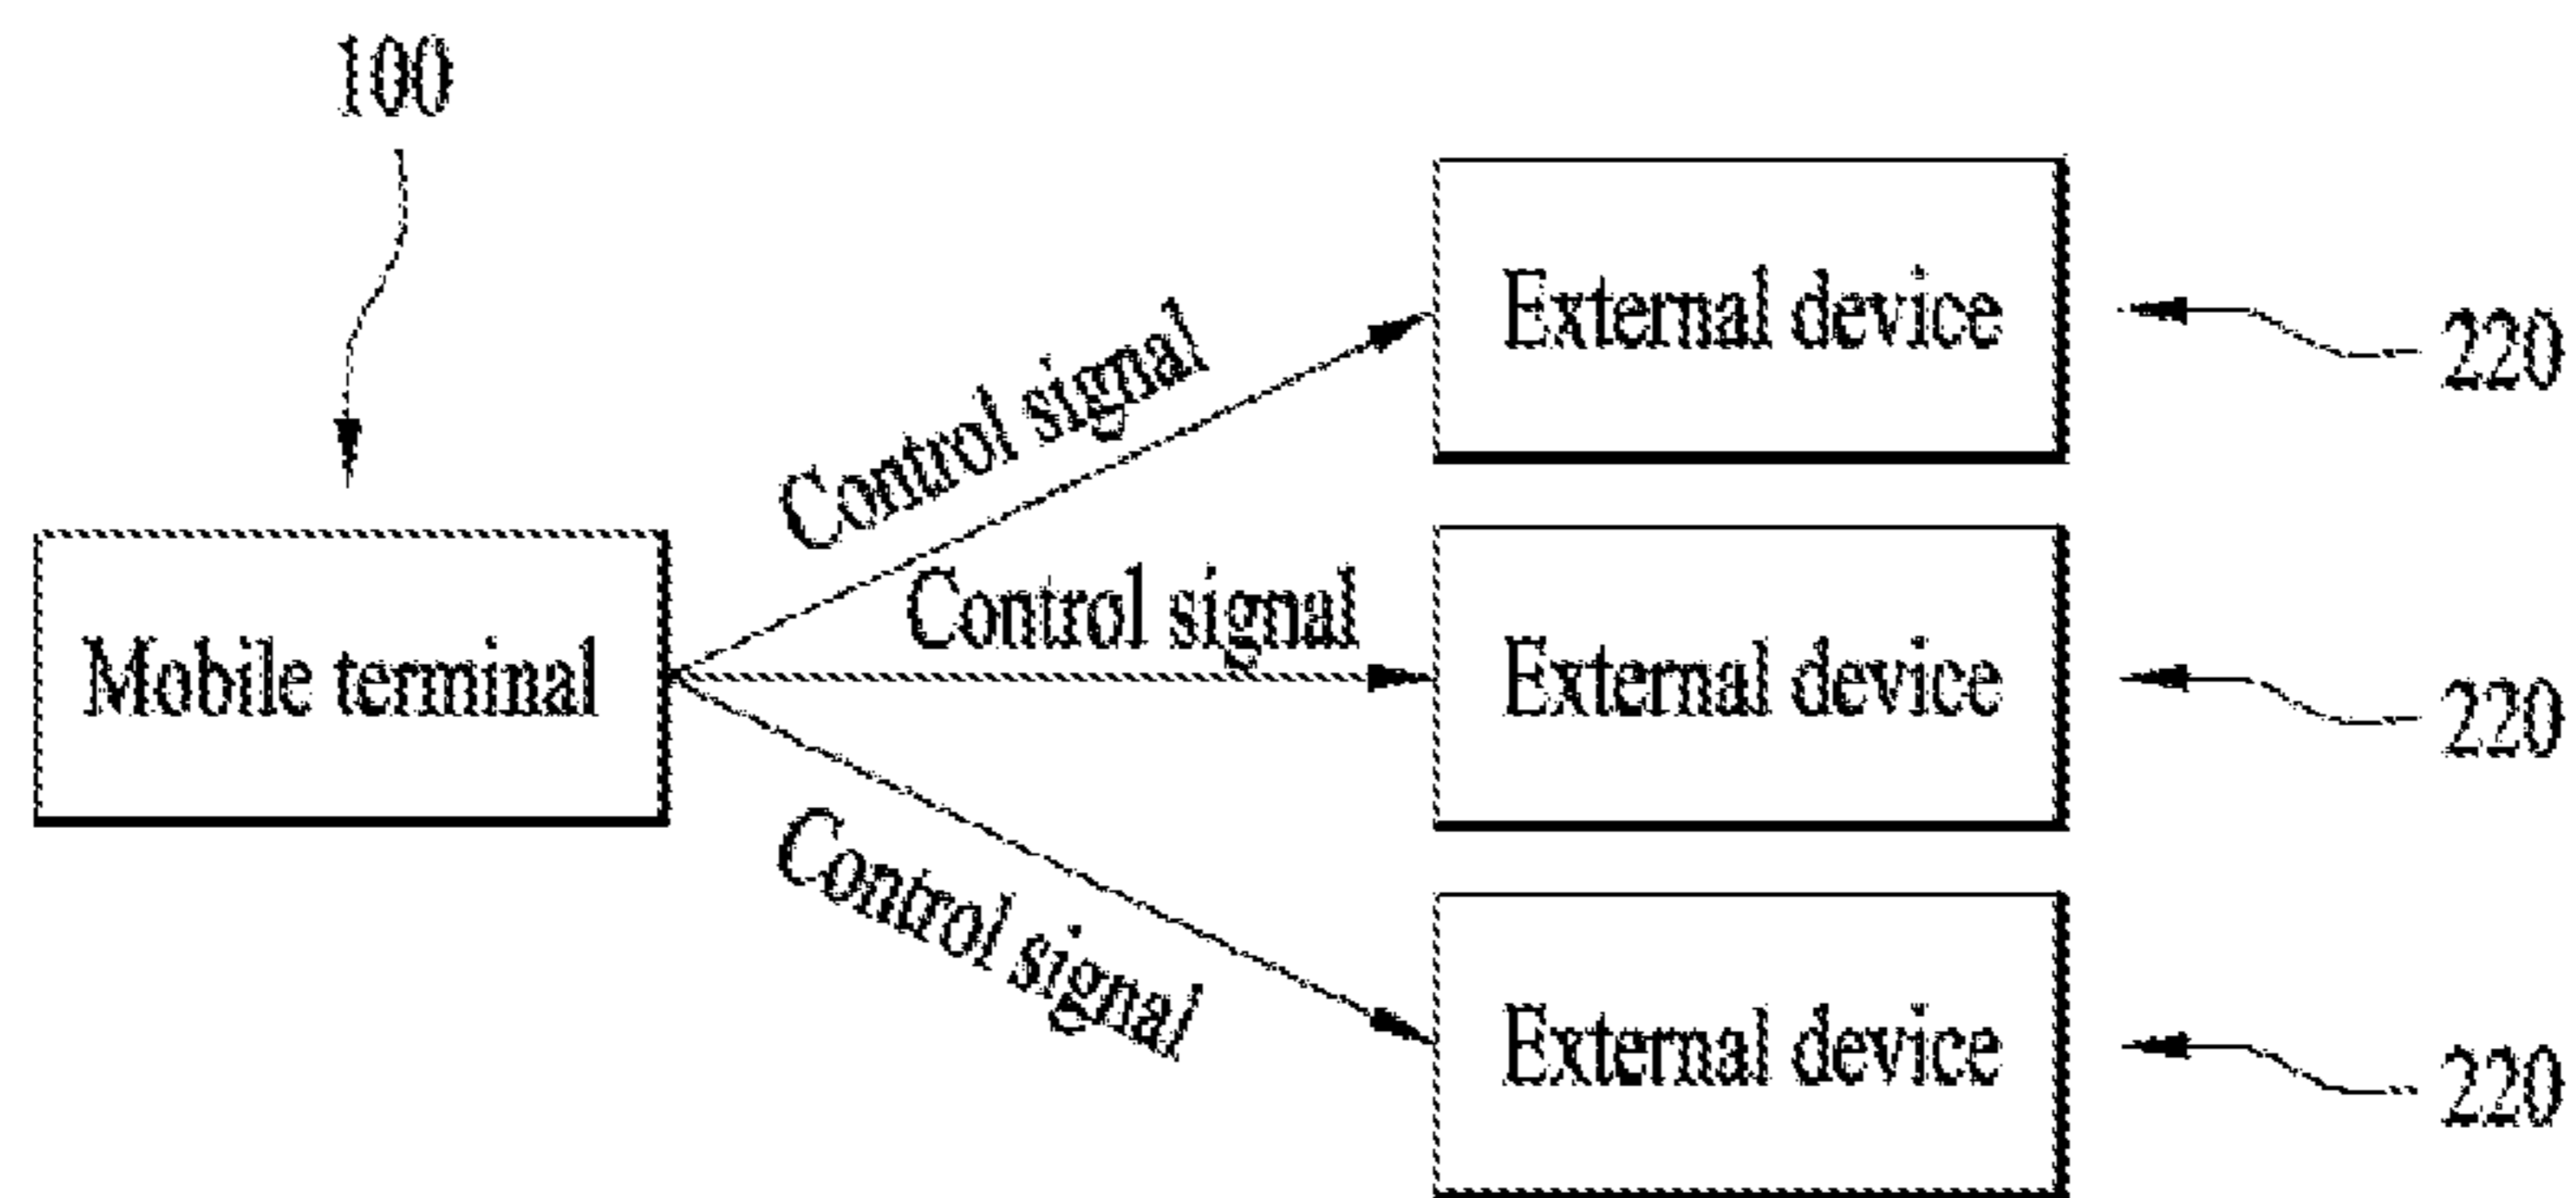 100
External device
220
Control signal
Control signal
Mobile terminal
External device
220
Control signal
External device
220